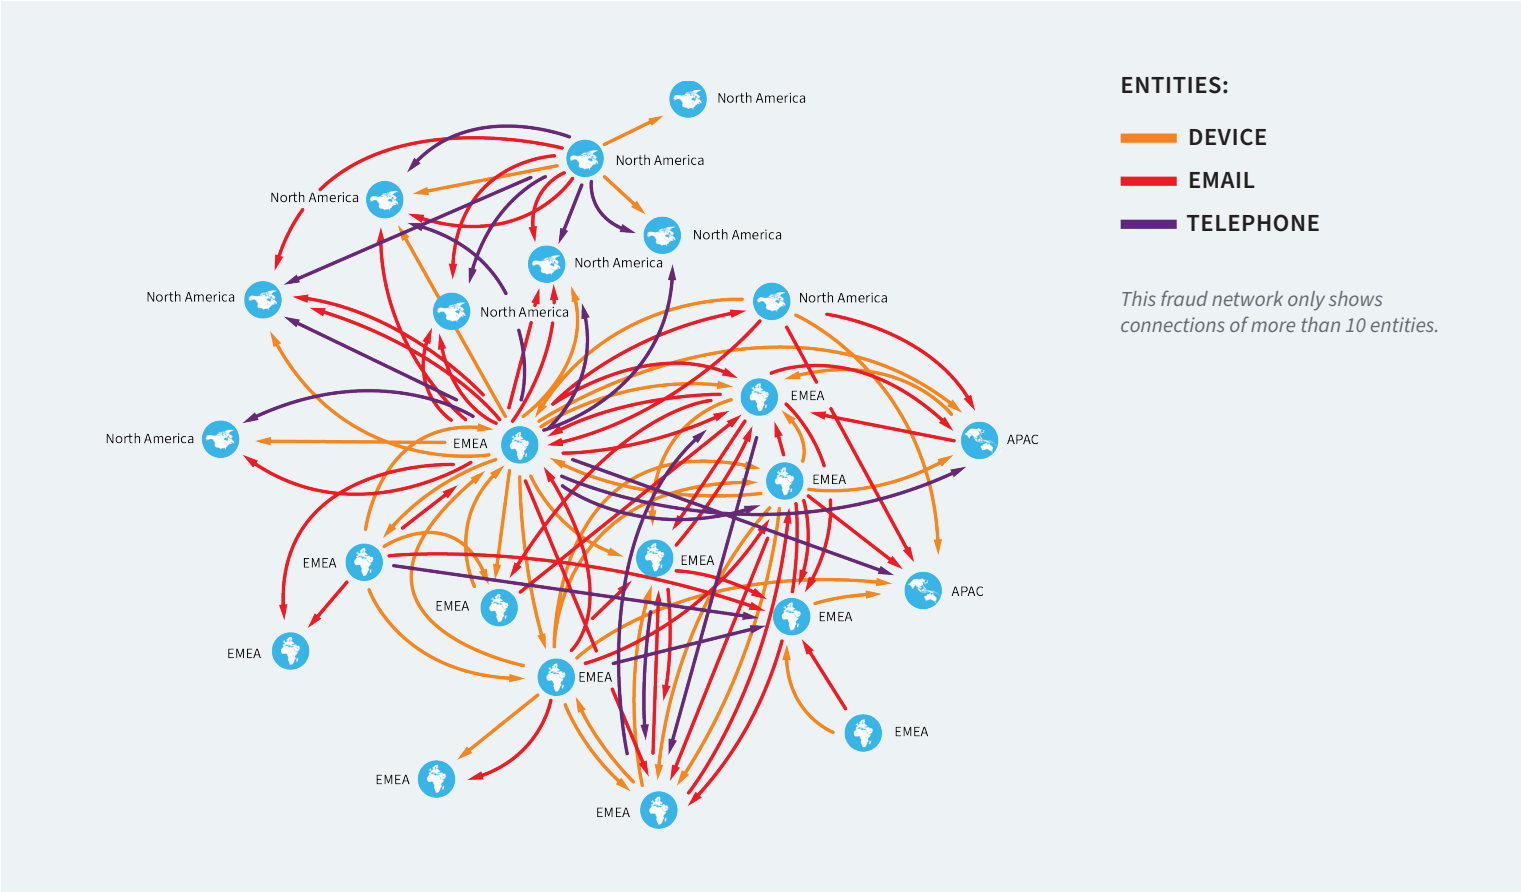 North America
North America
North America
North America
North America
North America
North America
North America
North America
EMEA
EMEA
APAC
EMEA
EMEA
EMEA
APAC
EMEA
EMEA
EMEA
EMEA
EMEA
EMEA
EMEA
ENTITIES:
DEVICE
EMAIL
TELEPHONE
This fraud network only shows
connections of more than 10 entities.